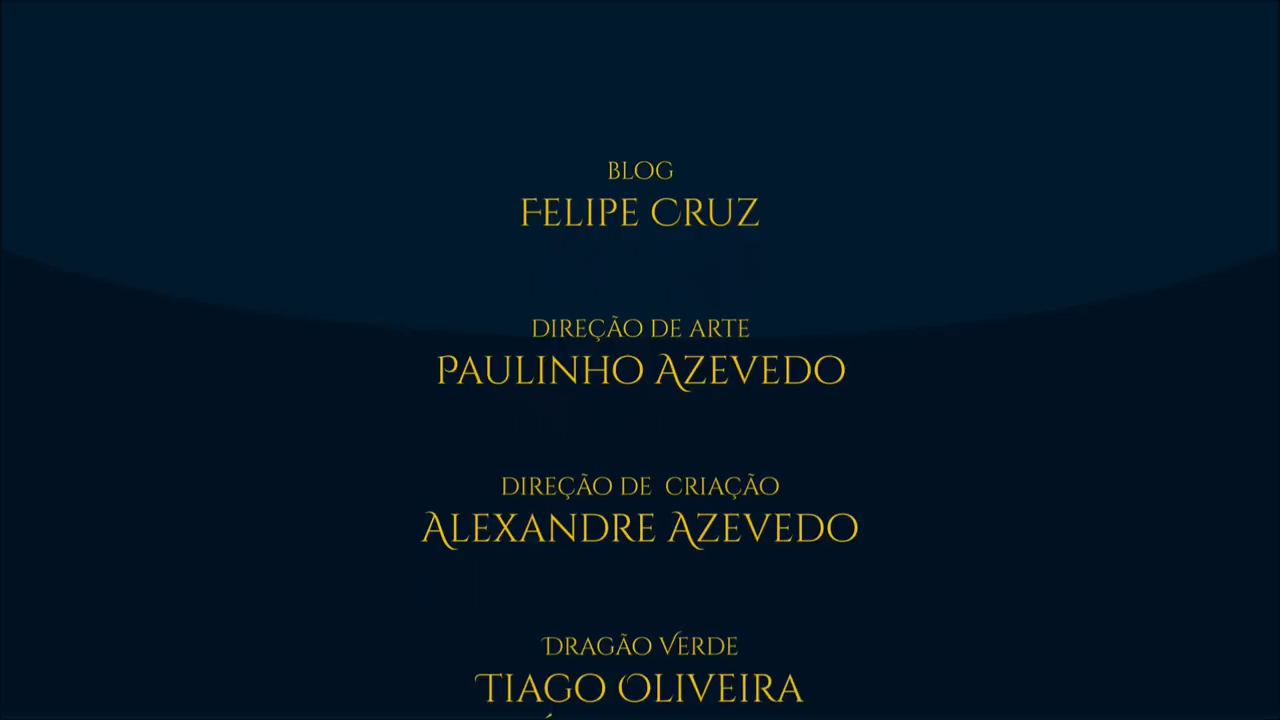 BLOG
FELIPE CRUZ
DIREÇÃO DE ARTE
PAULINHO AZEVEDO
DIREÇÃO DE CRIAÇÃO
ALEXANDRE AZEVEDO
DRAGÃO VERDE
TIAGO OLIVEIRA